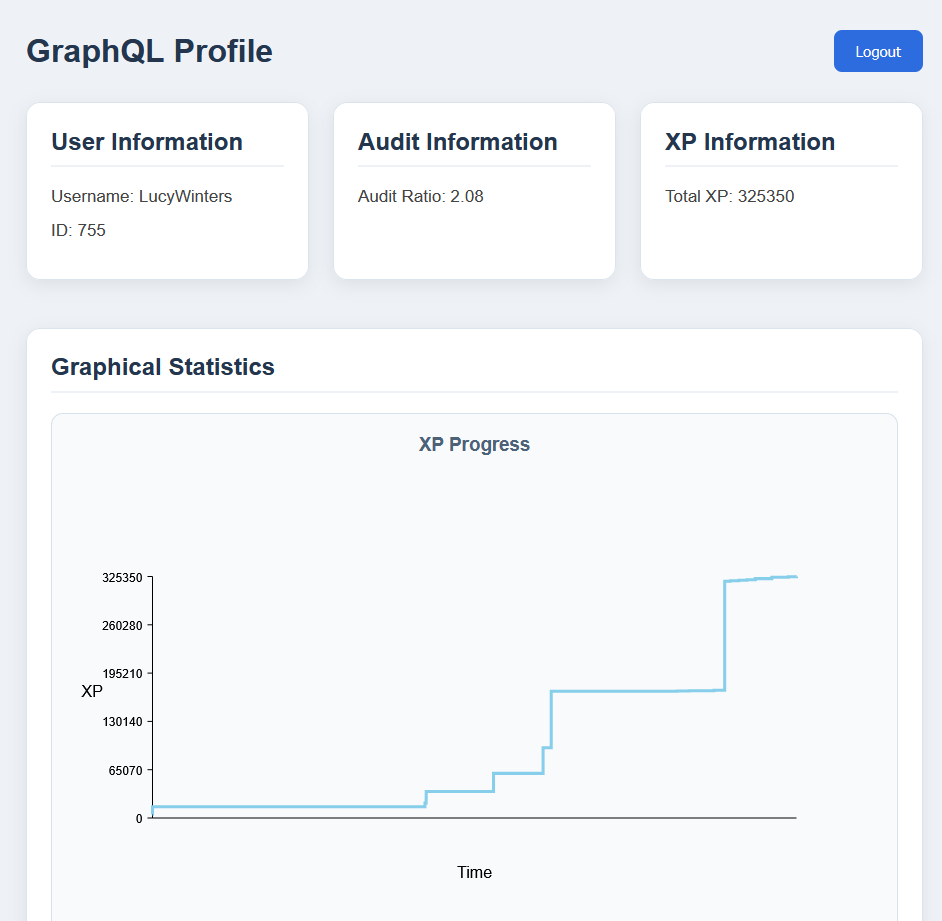 GraphQL Profile
Logout
User Information
Username: LucyWinters
ID: 755
Audit Information
Audit Ratio: 2.08
XP Information
Total XP: 325350
Graphical Statistics
XP Progress
325350
260280
195210
XP
130140
65070
0
Time